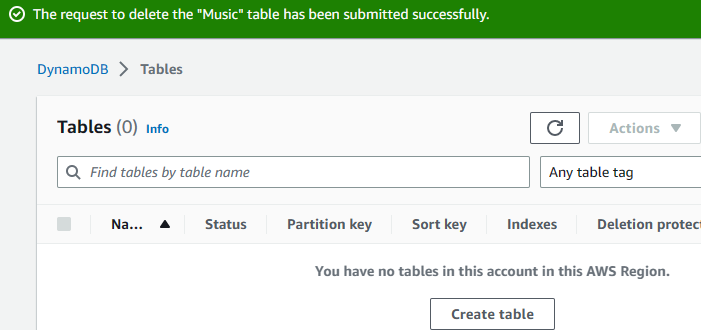 The request to delete the "Music" table has been submitted successfully.
DynamoDB > Tables
Tables (0) Info
Actions
Find tables by table name
Any table tag
Na... Status Partition key Sort key Indexes Deletion protec
You have no tables in this account in this AWS Region.
Create table